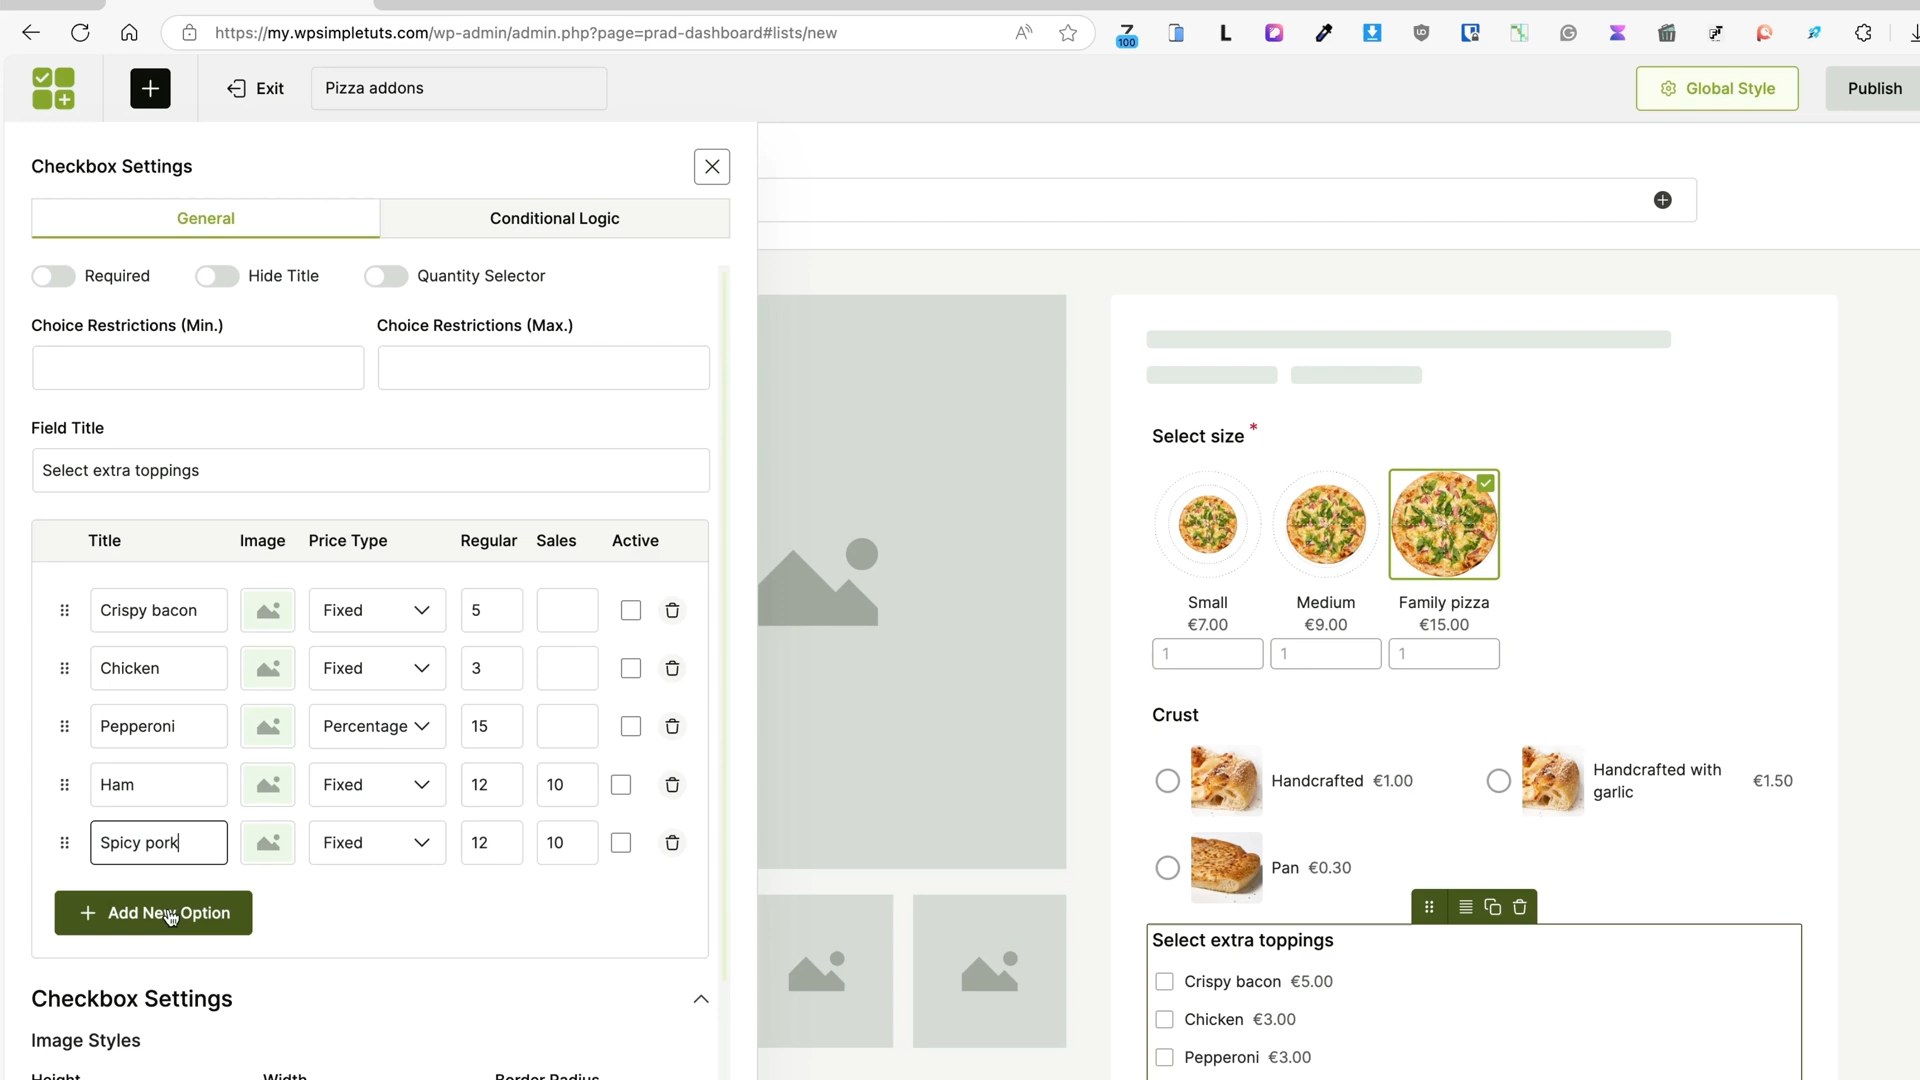 https://my.wpsimpletuts.com/wp-admin/admin.php?page=prad-dashboard#lists/new
100
Exit
Pizza addons
Global Style
Publish
Checkbox Settings
General
Conditional Logic
Required
Hide Title
Quantity Selector
Choice Restrictions (Min.)
Choice Restrictions (Max.)
Field Title
Select extra toppings
Title Image Price Type Regular Sales Active
Crispy bacon Fixed 5
Chicken Fixed 3
Pepperoni Percentage 15
Ham Fixed 12 10
Spicy pork Fixed 12 10
+ Add New Option
Checkbox Settings
Image Styles
Height Width Border Radius
Select size *
Small Medium Family pizza
€7.00 €9.00 €15.00
1 1 1
Crust
Handcrafted €1.00
Handcrafted with
garlic
€1.50
Pan €0.30
Select extra toppings
Crispy bacon €5.00
Chicken €3.00
Pepperoni €3.00